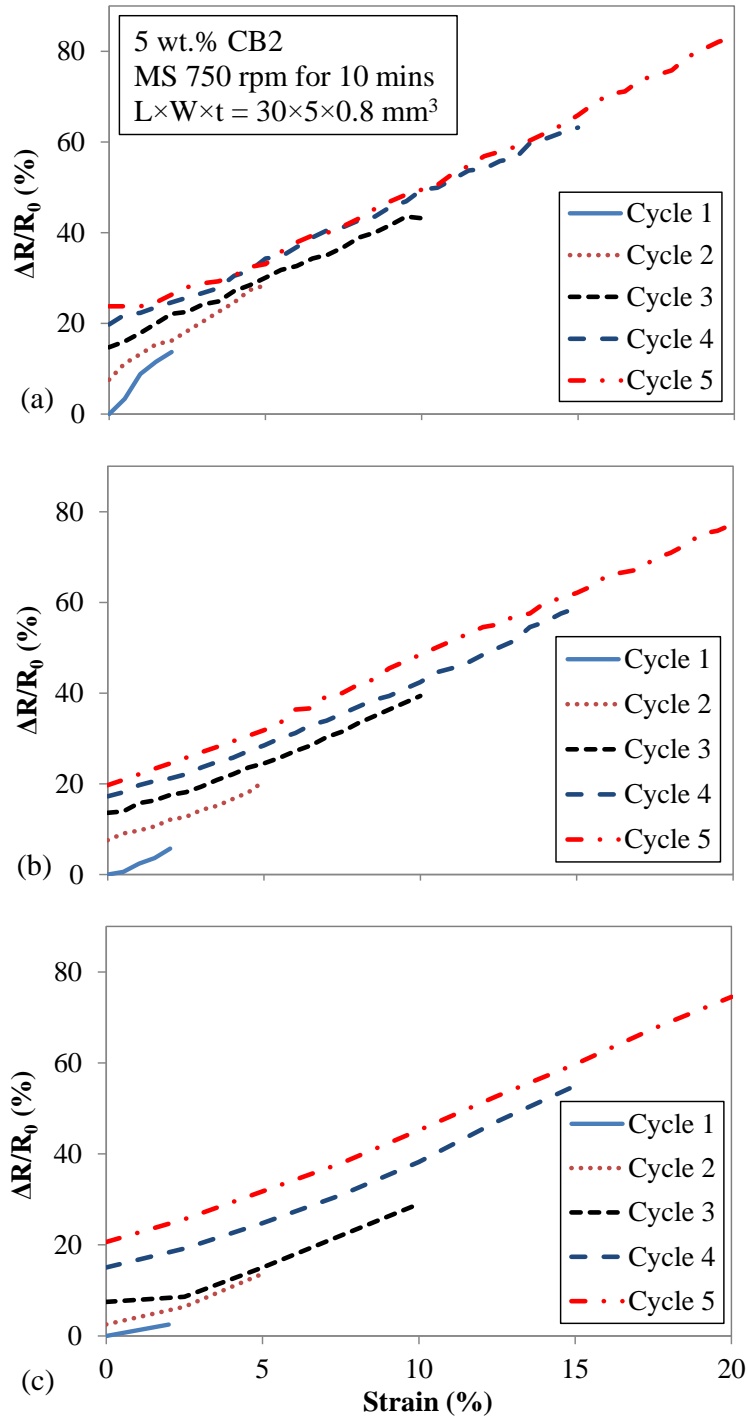 80
60
40
20
0
ΔR/R₀ (%)
5 wt.% CB2
MS 750 rpm for 10 mins
L×W×t = 30×5×0.8 mm³
Cycle 1
Cycle 2
Cycle 3
Cycle 4
Cycle 5
(a)
80
60
40
20
0
ΔR/R₀ (%)
Cycle 1
Cycle 2
Cycle 3
Cycle 4
Cycle 5
(b)
80
60
40
20
0
ΔR/R₀ (%)
Cycle 1
Cycle 2
Cycle 3
Cycle 4
Cycle 5
(c)
0 5 10 15 20
Strain (%)